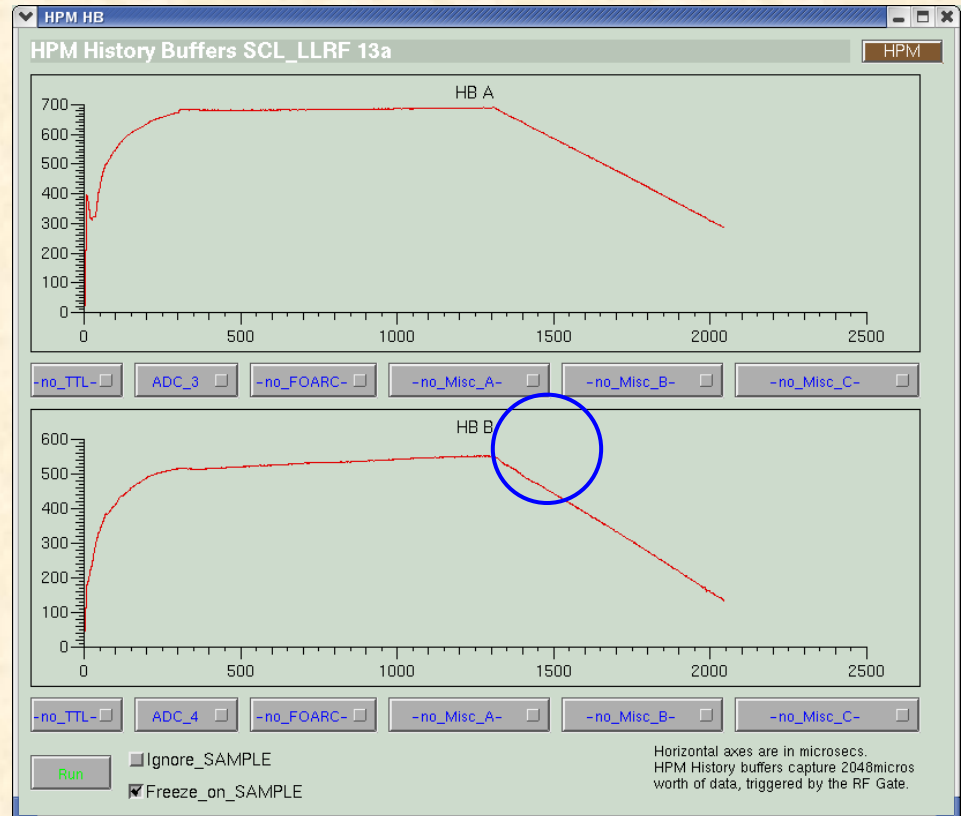 HPM HB
HPM History Buffers SCL_LLRF 13a
HPM
HB A
700
600
500
400
300
200
100
0
0 500 1000 1500 2000 2500
-no_TTL- ADC_3 -no_FOARC- -no_Misc_A- -no_Misc_B- -no_Misc_C-
HB B
600
500
400
300
200
100
0
0 500 1000 1500 2000 2500
-no_TTL- ADC_4 -no_FOARC- -no_Misc_A- -no_Misc_B- -no_Misc_C-
Run
Ignore_SAMPLE
Freeze_on_SAMPLE
Horizontal axes are in microsecs.
HPM History buffers capture 2048micros
worth of data, triggered by the RF Gate.